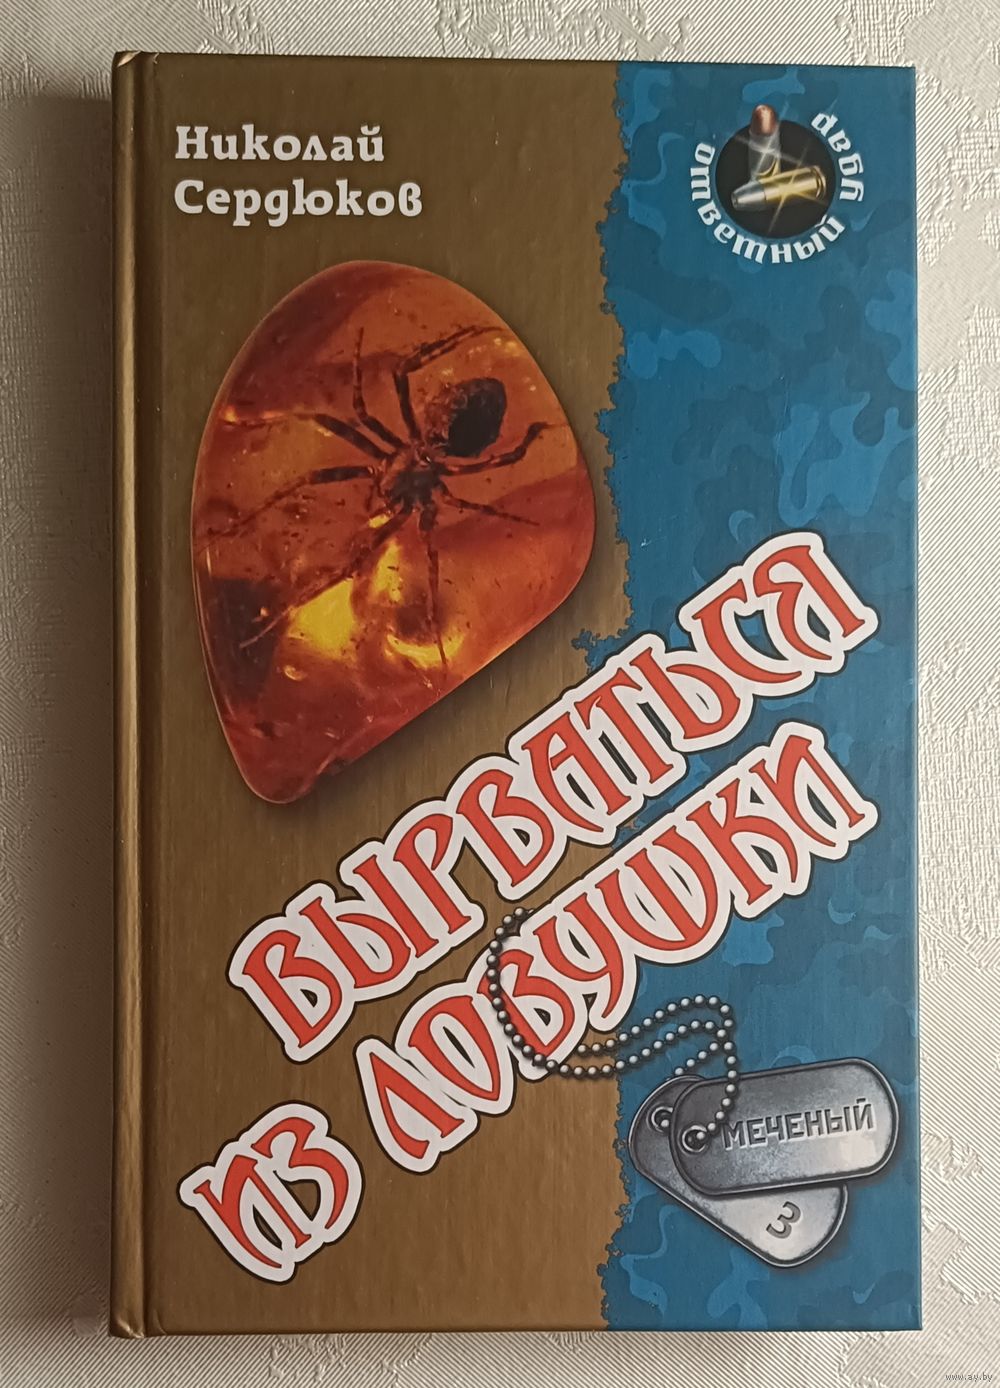 Николай
Сердюков
ответный удар
ВЫРВАТЬСЯ
ИЗ ЛОВУШКИ
МЕЧЕНЫЙ
3
www.ay.by